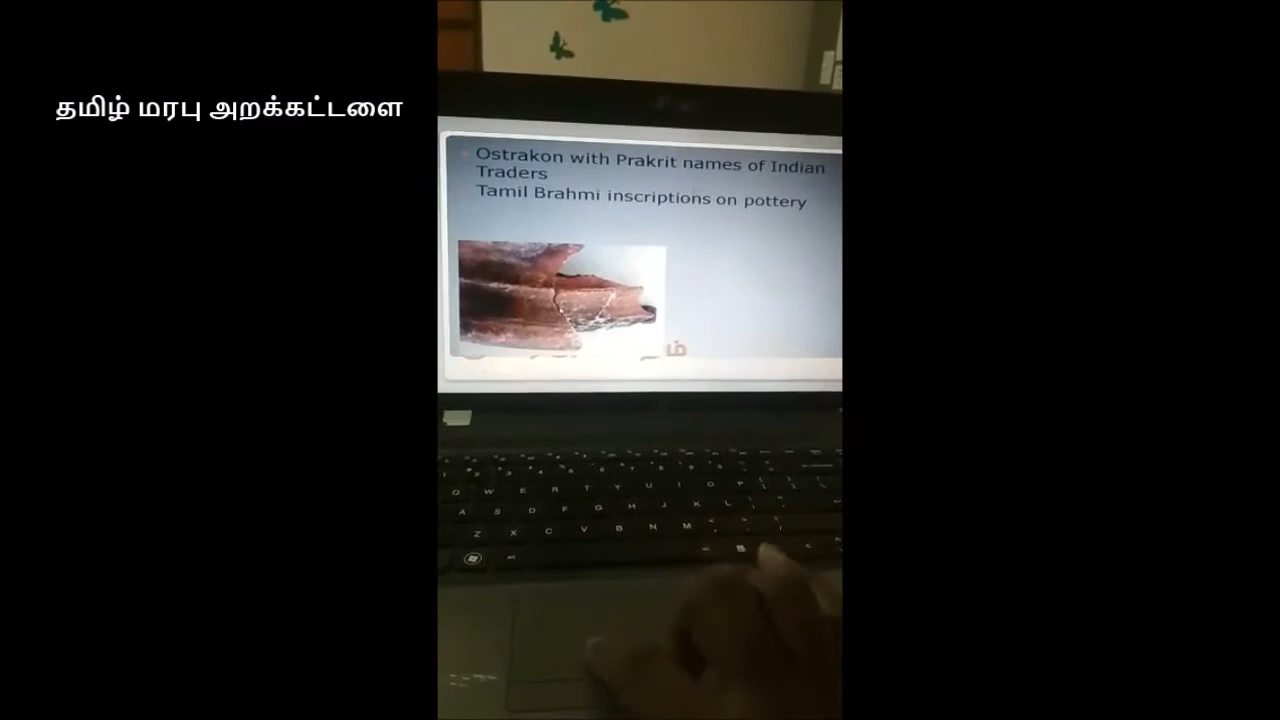 தமிழ் மரபு அறக்கட்டளை
Ostrakon with Prakrit names of Indian
Traders
Tamil Brahmi inscriptions on pottery
Q W E R T Y U I O P
A S D F G H J K L
Z X C V B N M